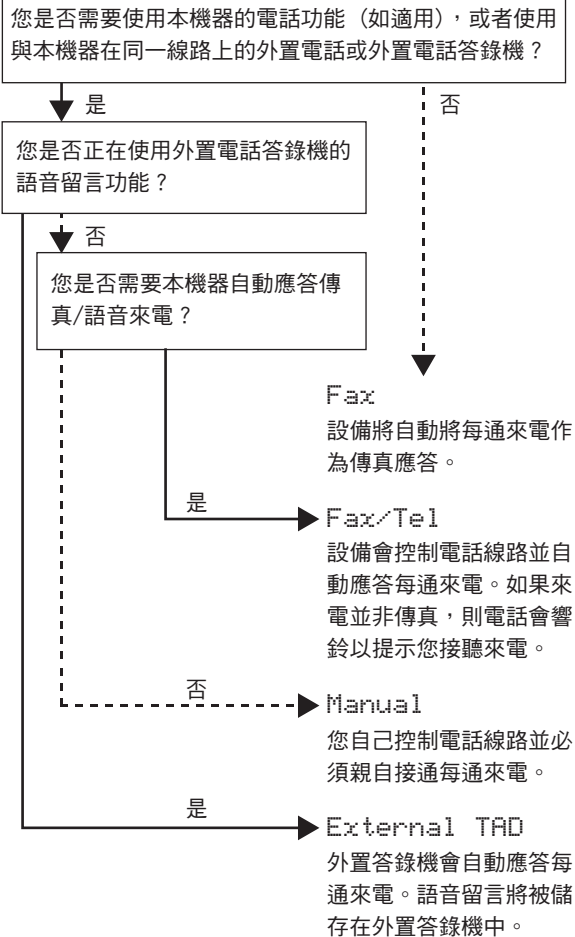 您是否需要使用本機器的電話功能（如適用），或者使用
與本機器在同一線路上的外置電話或外置電話答錄機？
是
否
您是否正在使用外置電話答錄機的
語音留言功能？
否
您是否需要本機器自動應答傳
真/語音來電？
Fax
設備將自動將每通來電作
為傳真應答。
是
Fax/Tel
設備會控制電話線路並自
動應答每通來電。如果來
電並非傳真，則電話會響
鈴以提示您接聽來電。
否
Manual
您自己控制電話線路並必
須親自接通每通來電。
是
External TAD
外置答錄機會自動應答每
通來電。語音留言將被儲
存在外置答錄機中。